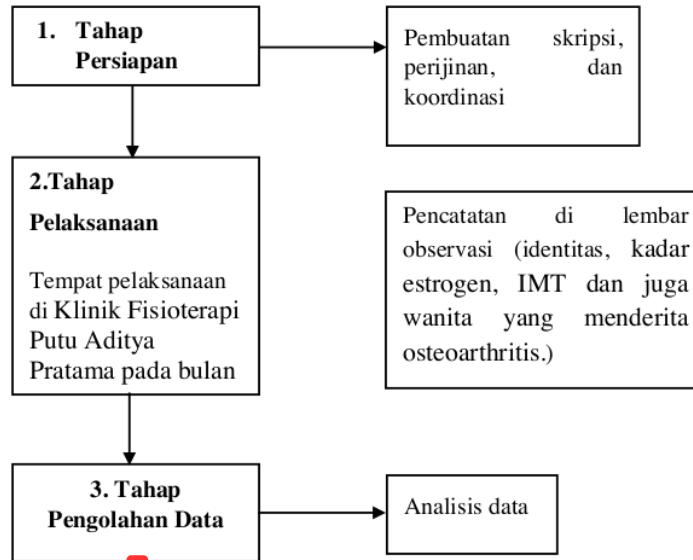 1. Tahap
Persiapan
Pembuatan skripsi,
perijinan, dan
koordinasi
2.Tahap
Pelaksanaan
Tempat pelaksanaan
di Klinik Fisioterapi
Putu Aditya
Pratama pada bulan
Pencatatan di lembar
observasi (identitas, kadar
estrogen, IMT dan juga
wanita yang menderita
osteoarthritis.)
3. Tahap
Pengolahan Data
Analisis data